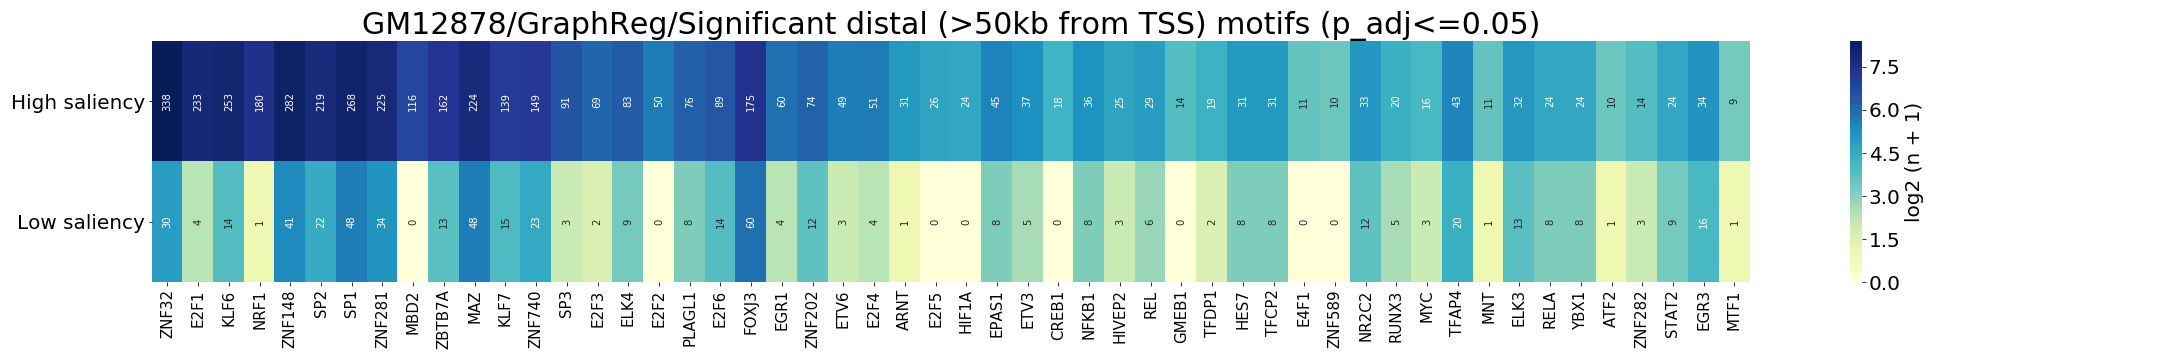 GM12878/GraphReg/Significant distal (>50kb from TSS) motifs (p_adj<=0.05)
High saliency 338 233 253 180 282 219 268 225 116 162 224 139 149 91 69 83 50 76 89 175 60 74 49 51 31 26 24 45 37 18 36 25 29 14 19 31 31 11 10 33 20 16 43 11 32 24 24 10 14 24 34 9
Low saliency 30 4 14 1 41 22 48 34 0 13 48 15 23 3 2 9 0 8 14 60 4 12 3 4 1 0 0 8 5 0 8 3 6 0 2 8 8 0 0 12 5 3 20 1 13 8 8 1 3 9 16 1
ZNF32 E2F1 KLF6 NRF1 ZNF148 SP2 SP1 ZNF281 MBD2 ZBTB7A MAZ KLF7 ZNF740 SP3 E2F3 ELK4 E2F2 PLAGL1 E2F6 FOXJ3 EGR1 ZNF202 ETV6 E2F4 ARNT E2F5 HIF1A EPAS1 ETV3 CREB1 NFKB1 HIVEP2 REL GMEB1 TFDP1 HES7 TFCP2 E4F1 ZNF589 NR2C2 RUNX3 MYC TFAP4 MNT ELK3 RELA YBX1 ATF2 ZNF282 STAT2 EGR3 MTF1
7.5
6.0
4.5
3.0
1.5
0.0
log2 (n + 1)